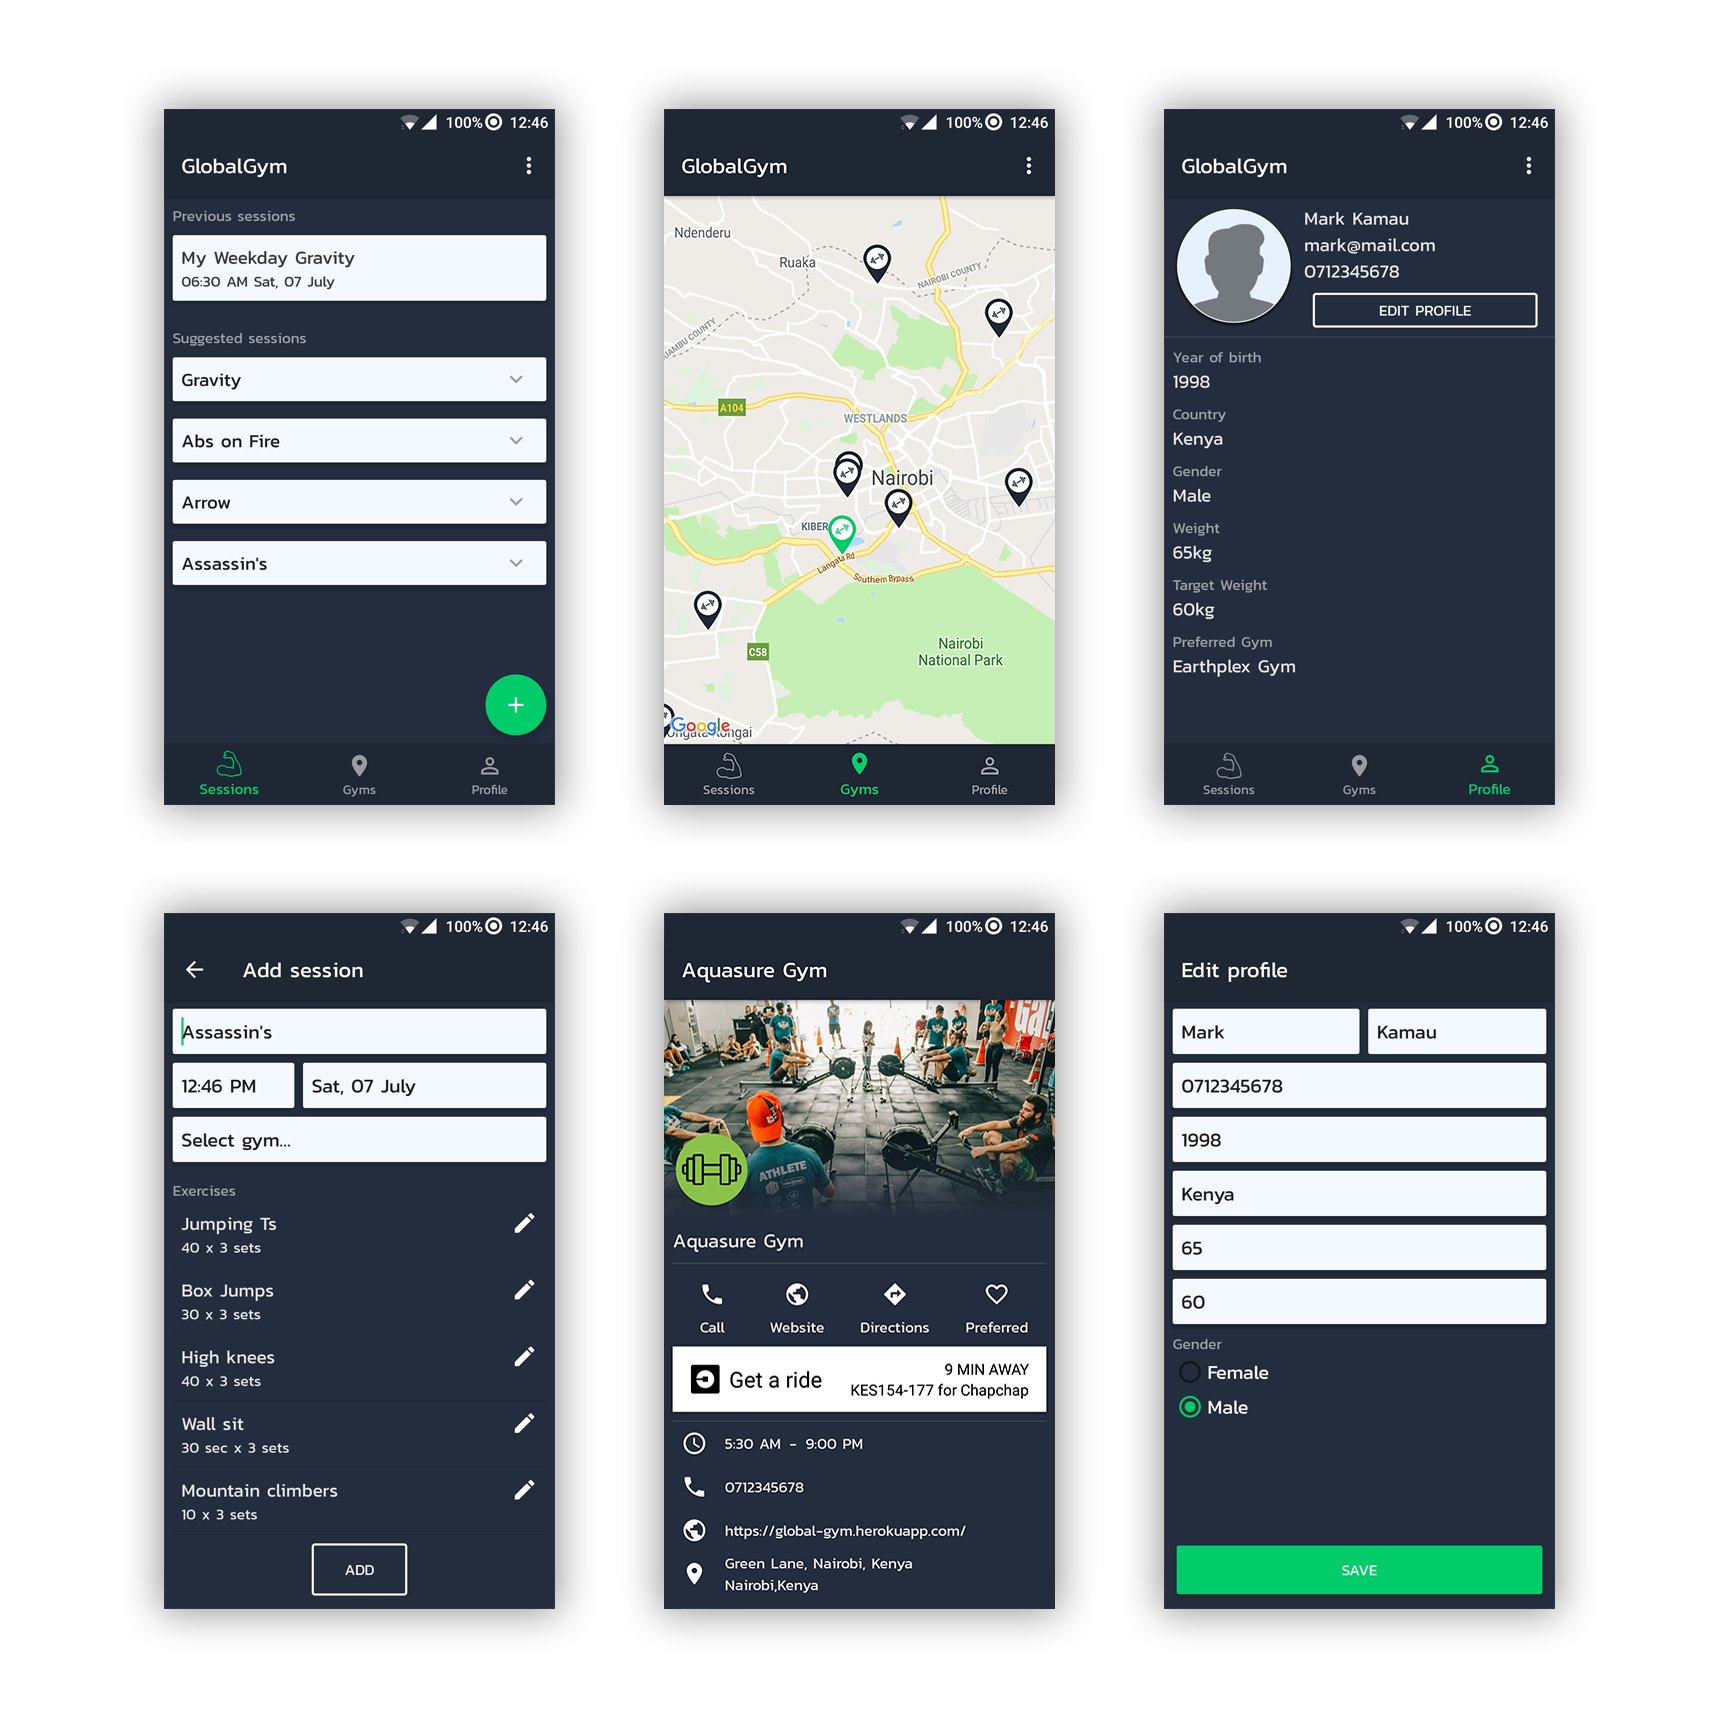 100% 12:46
GlobalGym
Previous sessions
My Weekday Gravity
06:30 AM Sat, 07 July
Suggested sessions
Gravity
Abs on Fire
Arrow
Assassin's
+
Sessions Gyms Profile
100% 12:46
GlobalGym
Ndenderu
Ruaka
NAIROBI COUNTY
IAMBU COUNTY
A104
WESTLANDS
Nairobi
KIBER
Langata Rd
Southern Bypass
Nairobi
National Park
C58
Google
Sessions Gyms Profile
100% 12:46
GlobalGym
Mark Kamau
mark@mail.com
0712345678
EDIT PROFILE
Year of birth
1998
Country
Kenya
Gender
Male
Weight
65kg
Target Weight
60kg
Preferred Gym
Earthplex Gym
Sessions Gyms Profile
100% 12:46
Add session
Assassin's
12:46 PM Sat, 07 July
Select gym...
Exercises
Jumping Ts
40 x 3 sets
Box Jumps
30 x 3 sets
High knees
40 x 3 sets
Wall sit
30 sec x 3 sets
Mountain climbers
10 x 3 sets
ADD
100% 12:46
Aquasure Gym
ATHLETE
Aquasure Gym
Call Website Directions Preferred
Get a ride
9 MIN AWAY
KES154-177 for Chapchap
5:30 AM - 9:00 PM
0712345678
https://global-gym.herokuapp.com/
Green Lane, Nairobi, Kenya
Nairobi,Kenya
100% 12:46
Edit profile
Mark Kamau
0712345678
1998
Kenya
65
60
Gender
Female
Male
SAVE